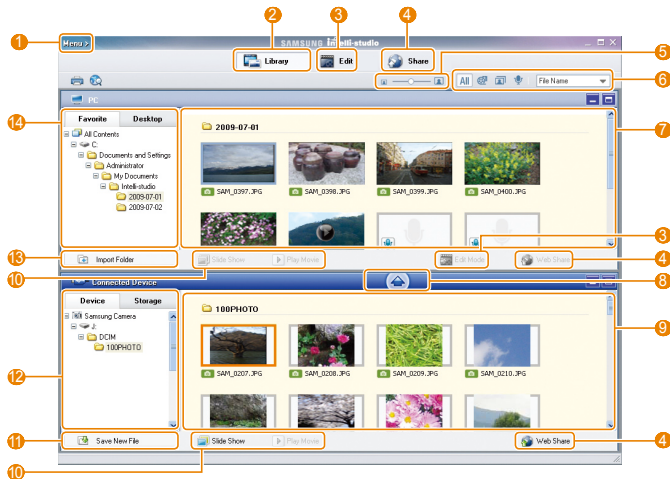 2
3
4
1
Menu >
SAMSUNG intelli-studio
Library
Edit
Share
5
All
File Name
6
PC
14
Favorite
Desktop
7
All Contents
C:
Documents and Settings
Administrator
My Documents
Intelli-studio
2009-07-01
2009-07-02
2009-07-01
SAM_0397.JPG
SAM_0398.JPG
SAM_0399.JPG
SAM_0400.JPG
3
13
Import Folder
Slide Show
Play Movie
Edit Mode
Web Share
4
10
8
Connected Device
Device
Storage
9
Samsung Camera
J:
DCIM
100PHOTO
100PHOTO
SAM_0207.JPG
SAM_0208.JPG
SAM_0209.JPG
SAM_0210.JPG
12
11
Save New File
Slide Show
Play Movie
Web Share
4
10